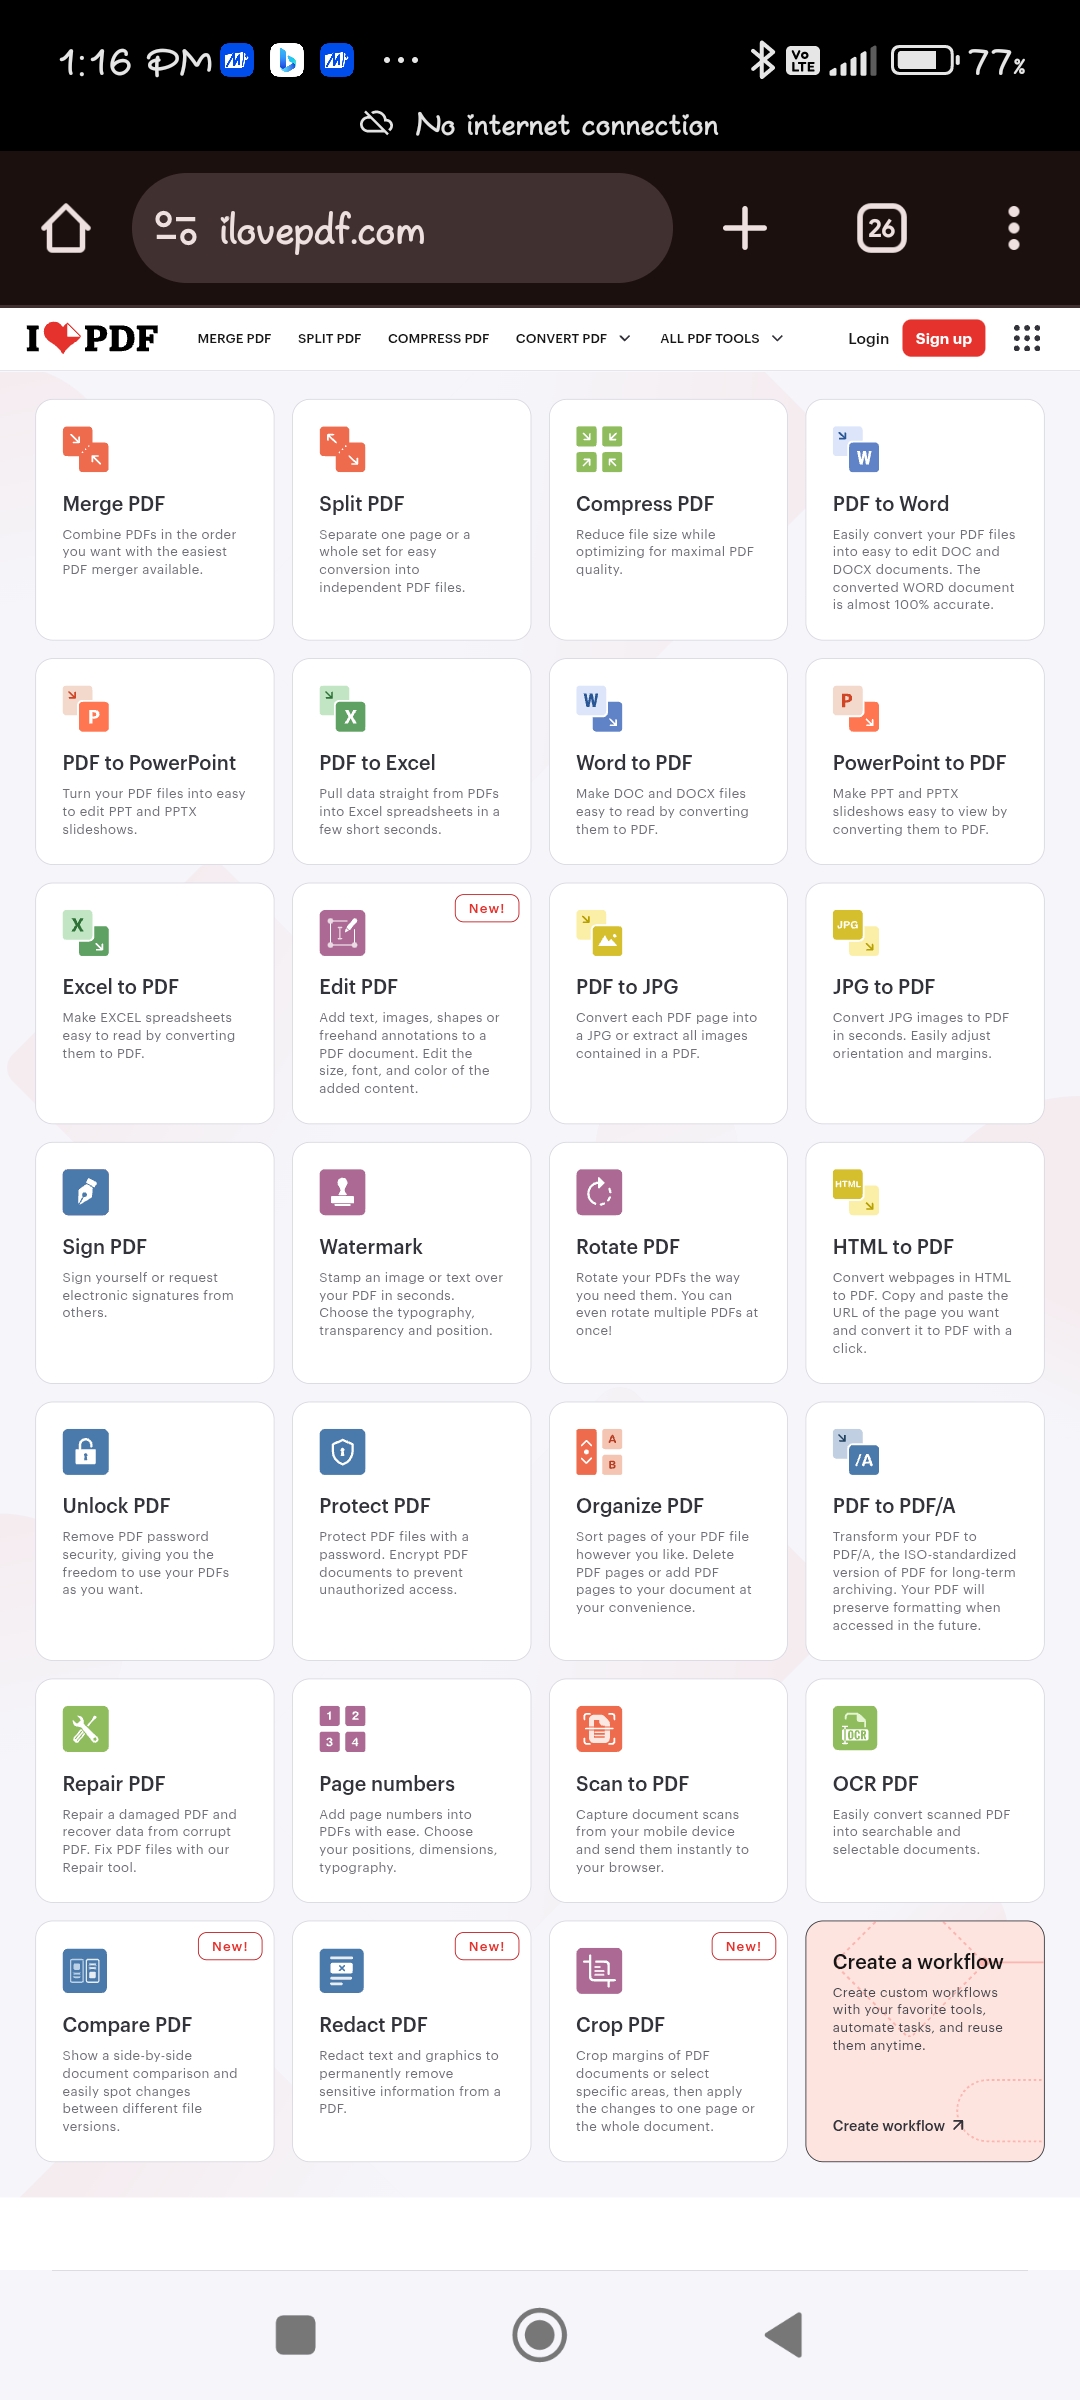 1:16 PM 77%
No internet connection
ilovepdf.com 26
I PDF MERGE PDF SPLIT PDF COMPRESS PDF CONVERT PDF ALL PDF TOOLS Login Sign up
Merge PDF
Combine PDFs in the order
you want with the easiest
PDF merger available.
Split PDF
Separate one page or a
whole set for easy
conversion into
independent PDF files.
Compress PDF
Reduce file size while
optimizing for maximal PDF
quality.
W
PDF to Word
Easily convert your PDF files
into easy to edit DOC and
DOCX documents. The
converted WORD document
is almost 100% accurate.
P
PDF to PowerPoint
Turn your PDF files into easy
to edit PPT and PPTX
slideshows.
X
PDF to Excel
Pull data straight from PDFs
into Excel spreadsheets in a
few short seconds.
W
Word to PDF
Make DOC and DOCX files
easy to read by converting
them to PDF.
P
PowerPoint to PDF
Make PPT and PPTX
slideshows easy to view by
converting them to PDF.
X
Excel to PDF
Make EXCEL spreadsheets
easy to read by converting
them to PDF.
New!
Edit PDF
Add text, images, shapes or
freehand annotations to a
PDF document. Edit the
size, font, and color of the
added content.
PDF to JPG
Convert each PDF page into
a JPG or extract all images
contained in a PDF.
JPG
JPG to PDF
Convert JPG images to PDF
in seconds. Easily adjust
orientation and margins.
Sign PDF
Sign yourself or request
electronic signatures from
others.
Watermark
Stamp an image or text over
your PDF in seconds.
Choose the typography,
transparency and position.
Rotate PDF
Rotate your PDFs the way
you need them. You can
even rotate multiple PDFs at
once!
HTML
HTML to PDF
Convert webpages in HTML
to PDF. Copy and paste the
URL of the page you want
and convert it to PDF with a
click.
Unlock PDF
Remove PDF password
security, giving you the
freedom to use your PDFs
as you want.
Protect PDF
Protect PDF files with a
password. Encrypt PDF
documents to prevent
unauthorized access.
A
B
Organize PDF
Sort pages of your PDF file
however you like. Delete
PDF pages or add PDF
pages to your document at
your convenience.
/A
PDF to PDF/A
Transform your PDF to
PDF/A, the ISO-standardized
version of PDF for long-term
archiving. Your PDF will
preserve formatting when
accessed in the future.
Repair PDF
Repair a damaged PDF and
recover data from corrupt
PDF. Fix PDF files with our
Repair tool.
1 2
3 4
Page numbers
Add page numbers into
PDFs with ease. Choose
your positions, dimensions,
typography.
Scan to PDF
Capture document scans
from your mobile device
and send them instantly to
your browser.
OCR
OCR PDF
Easily convert scanned PDF
into searchable and
selectable documents.
New!
Compare PDF
Show a side-by-side
document comparison and
easily spot changes
between different file
versions.
New!
Redact PDF
Redact text and graphics to
permanently remove
sensitive information from a
PDF.
New!
Crop PDF
Crop margins of PDF
documents or select
specific areas, then apply
the changes to one page or
the whole document.
Create a workflow
Create custom workflows
with your favorite tools,
automate tasks, and reuse
them anytime.
Create workflow